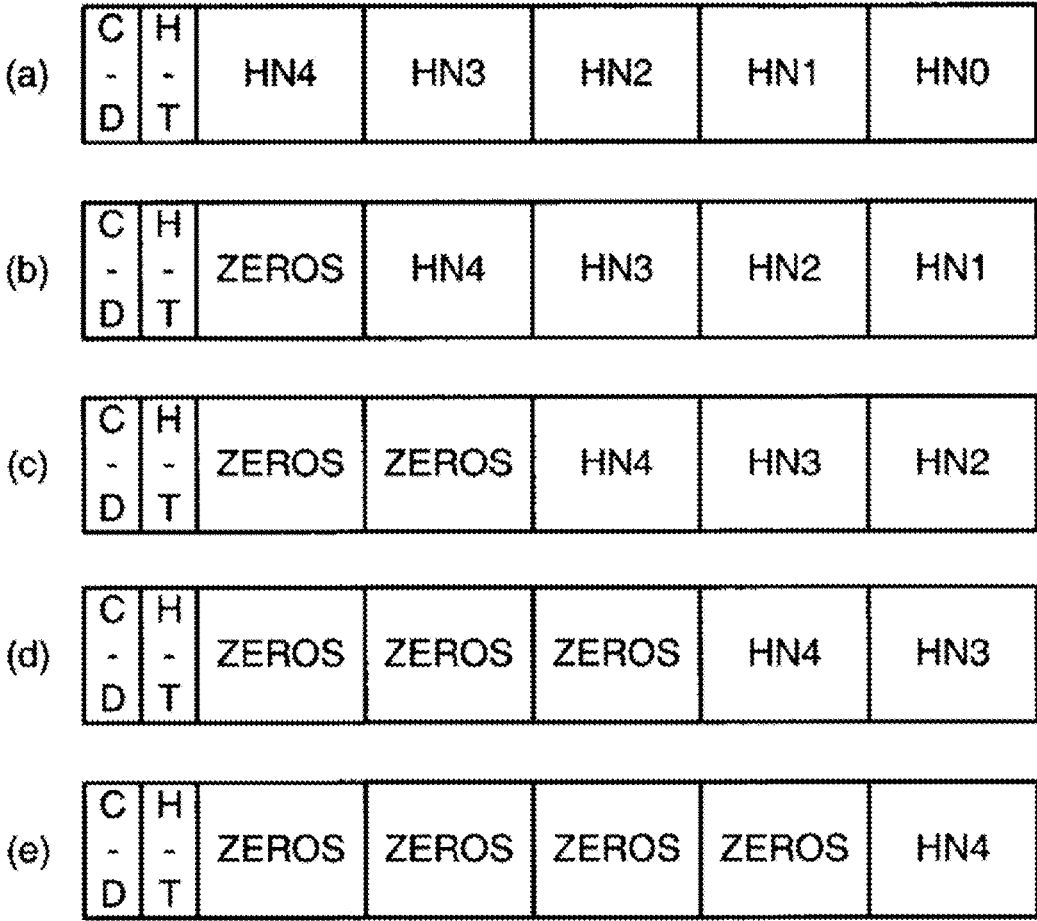 C H
(a) - - HN4 HN3 HN2 HN1 HN0
D T
C H
(b) - - ZEROS HN4 HN3 HN2 HN1
D T
C H
(c) - - ZEROS ZEROS HN4 HN3 HN2
D T
C H
(d) - - ZEROS ZEROS ZEROS HN4 HN3
D T
C H
(e) - - ZEROS ZEROS ZEROS ZEROS HN4
D T